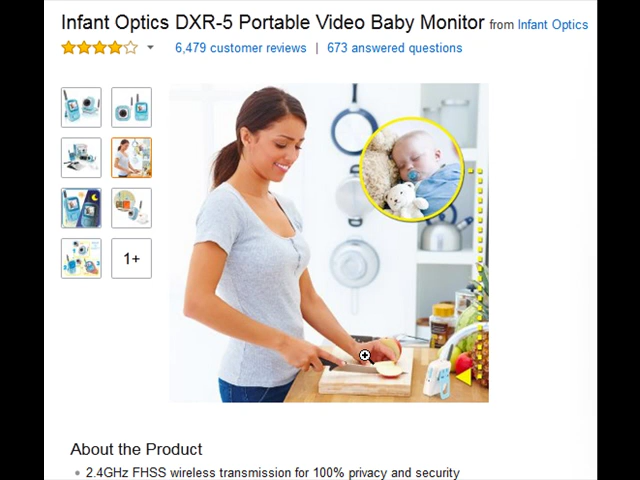 Infant Optics DXR-5 Portable Video Baby Monitor from Infant Optics
6,479 customer reviews | 673 answered questions
1+
About the Product
• 2.4GHz FHSS wireless transmission for 100% privacy and security